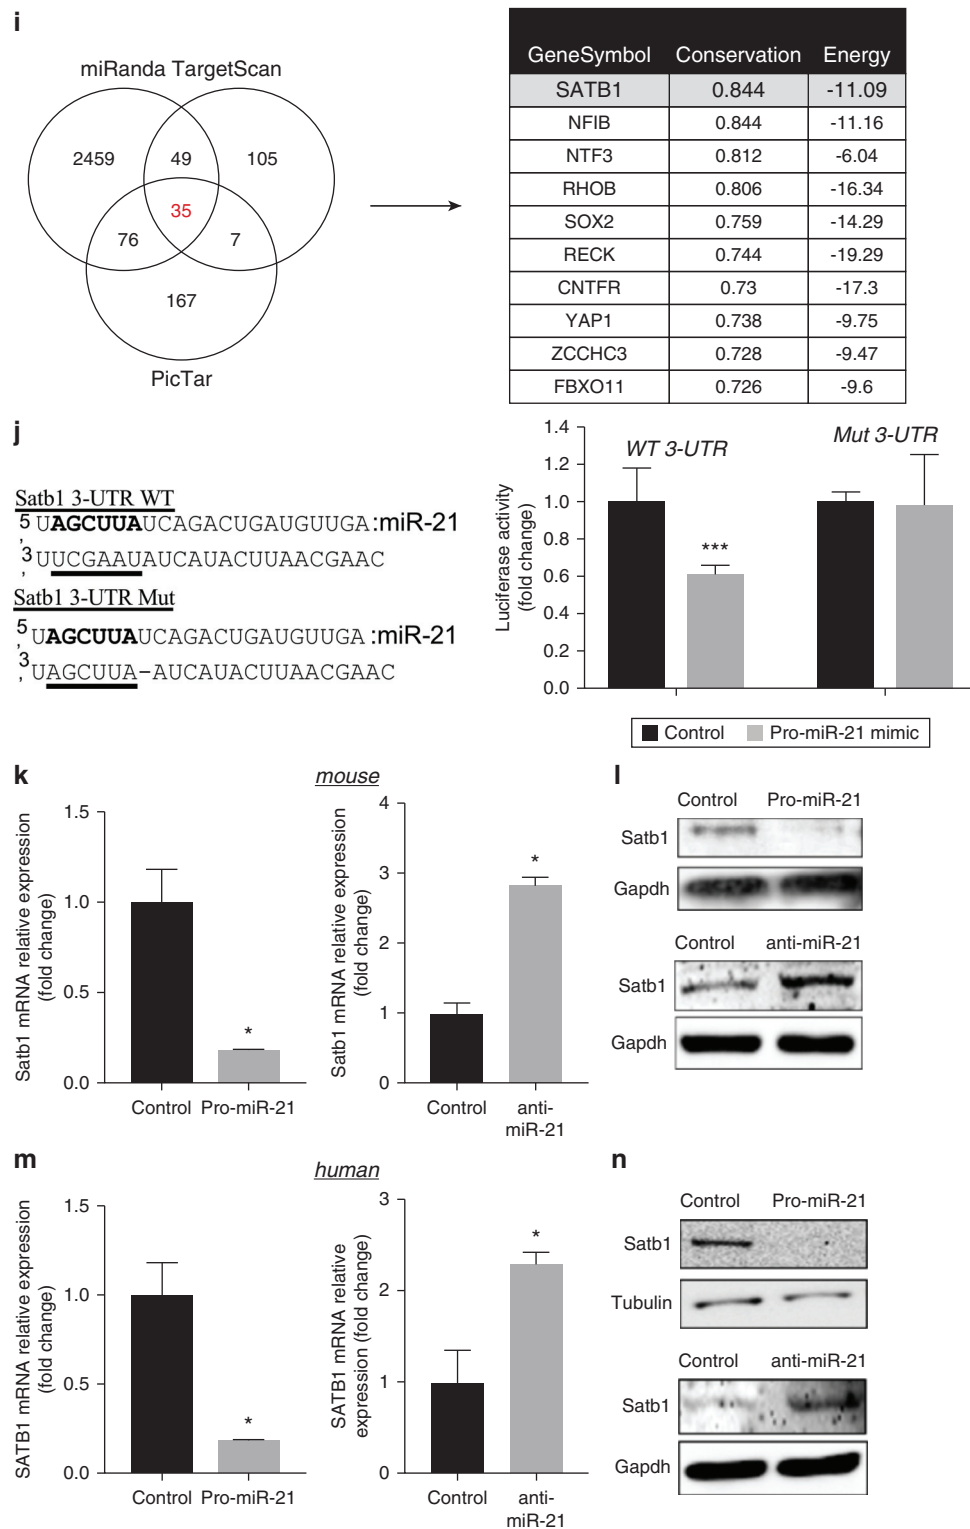 i
miRanda TargetScan
2459 49 105
35
76 7
167
PicTar
GeneSymbol Conservation Energy
SATB1 0.844 -11.09
NFIB 0.844 -11.16
NTF3 0.812 -6.04
RHOB 0.806 -16.34
SOX2 0.759 -14.29
RECK 0.744 -19.29
CNTFR 0.73 -17.3
YAP1 0.738 -9.75
ZCCHC3 0.728 -9.47
FBXO11 0.726 -9.6
j
Satb1 3-UTR WT
5, UAGCUUAUCAGACUGAUGUUGA:miR-21
3, UUCGAAUAUCAUACUUAACGAAC
Satb1 3-UTR Mut
5, UAGCUUAUCAGACUGAUGUUGA:miR-21
3, UAGCUUA–AUCAUACUUAACGAAC
Luciferase activity
(fold change)
1.4
1.2
1.0
0.8
0.6
0.4
0.2
0.0
WT 3-UTR
Mut 3-UTR
***
Control Pro-miR-21 mimic
k
mouse
Satb1 mRNA relative expression
(fold change)
1.5
1.0
0.5
0.0
*
Control Pro-miR-21
Satb1 mRNA relative expression
(fold change)
4
3
2
1
0
*
Control anti-
miR-21
l
Control Pro-miR-21
Satb1
Gapdh
Control anti-miR-21
Satb1
Gapdh
m
human
SATB1 mRNA relative expression
(fold change)
1.5
1.0
0.5
0.0
*
Control Pro-miR-21
SATB1 mRNA relative
expression (fold change)
3
2
1
0
*
Control anti-
miR-21
n
Control Pro-miR-21
Satb1
Tubulin
Control anti-miR-21
Satb1
Gapdh